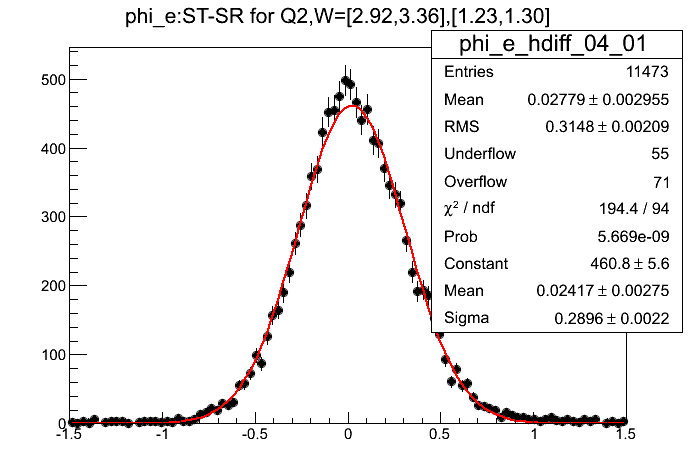 phi_e:ST-SR for Q2,W=[2.92,3.36],[1.23,1.30]
phi_e_hdiff_04_01
Entries 11473
Mean 0.02779 ± 0.002955
RMS 0.3148 ± 0.00209
Underflow 55
Overflow 71
χ² / ndf 194.4 / 94
Prob 5.669e-09
Constant 460.8 ± 5.6
Mean 0.02417 ± 0.00275
Sigma 0.2896 ± 0.0022
500
400
300
200
100
0
-1.5 -1 -0.5 0 0.5 1 1.5